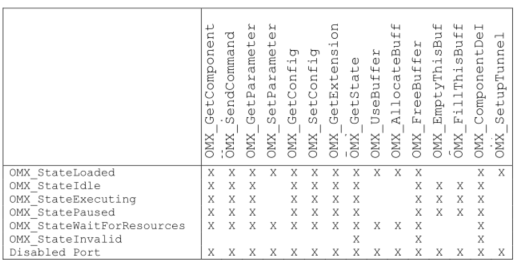 OMX_GetComponent
OMX_SendCommand
OMX_GetParameter
OMX_SetParameter
OMX_GetConfig
OMX_SetConfig
OMX_GetExtension
OMX_GetState
OMX_UseBuffer
OMX_AllocateBuff
OMX_FreeBuffer
OMX_EmptyThisBuf
OMX_FillThisBuff
OMX_ComponentDeI
OMX_SetupTunnel
OMX_StateLoaded X X X X X X X X X X X X X
OMX_StateIdle X X X X X X X X X X X
OMX_StateExecuting X X X X X X X X X X X
OMX_StatePaused X X X X X X X X X X X
OMX_StateWaitForResources X X X X X X X X X X X X
OMX_StateInvalid X X X
Disabled Port X X X X X X X X X X X X X X X